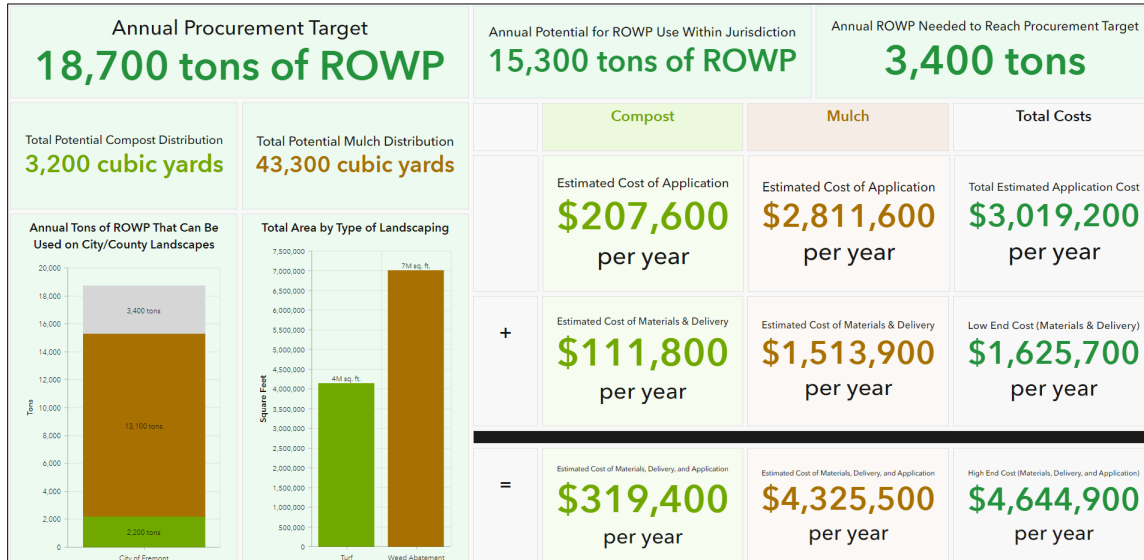 Annual Procurement Target
18,700 tons of ROWP
Annual Potential for ROWP Use Within Jurisdiction
15,300 tons of ROWP
Annual ROWP Needed to Reach Procurement Target
3,400 tons
Total Potential Compost Distribution
3,200 cubic yards
Total Potential Mulch Distribution
43,300 cubic yards
Annual Tons of ROWP That Can Be
Used on City/County Landscapes
20,000
18,000
16,000
14,000
12,000
10,000
8,000
6,000
4,000
2,000
0
Tons
3,400 tons
13,100 tons
2,200 tons
City of Fremont
Total Area by Type of Landscaping
7,500,000
7,000,000
6,500,000
6,000,000
5,500,000
5,000,000
4,500,000
4,000,000
3,500,000
3,000,000
2,500,000
2,000,000
1,500,000
1,000,000
500,000
0
Square Feet
4M sq. ft.
7M sq. ft.
Turf
Weed Abatement
Compost
Mulch
Total Costs
Estimated Cost of Application
$207,600
per year
Estimated Cost of Application
$2,811,600
per year
Total Estimated Application Cost
$3,019,200
per year
+
Estimated Cost of Materials & Delivery
$111,800
per year
Estimated Cost of Materials & Delivery
$1,513,900
per year
Low End Cost (Materials & Delivery)
$1,625,700
per year
=
Estimated Cost of Materials, Delivery, and Application
$319,400
per year
Estimated Cost of Materials, Delivery, and Application
$4,325,500
per year
High End Cost (Materials, Delivery, and Application)
$4,644,900
per year